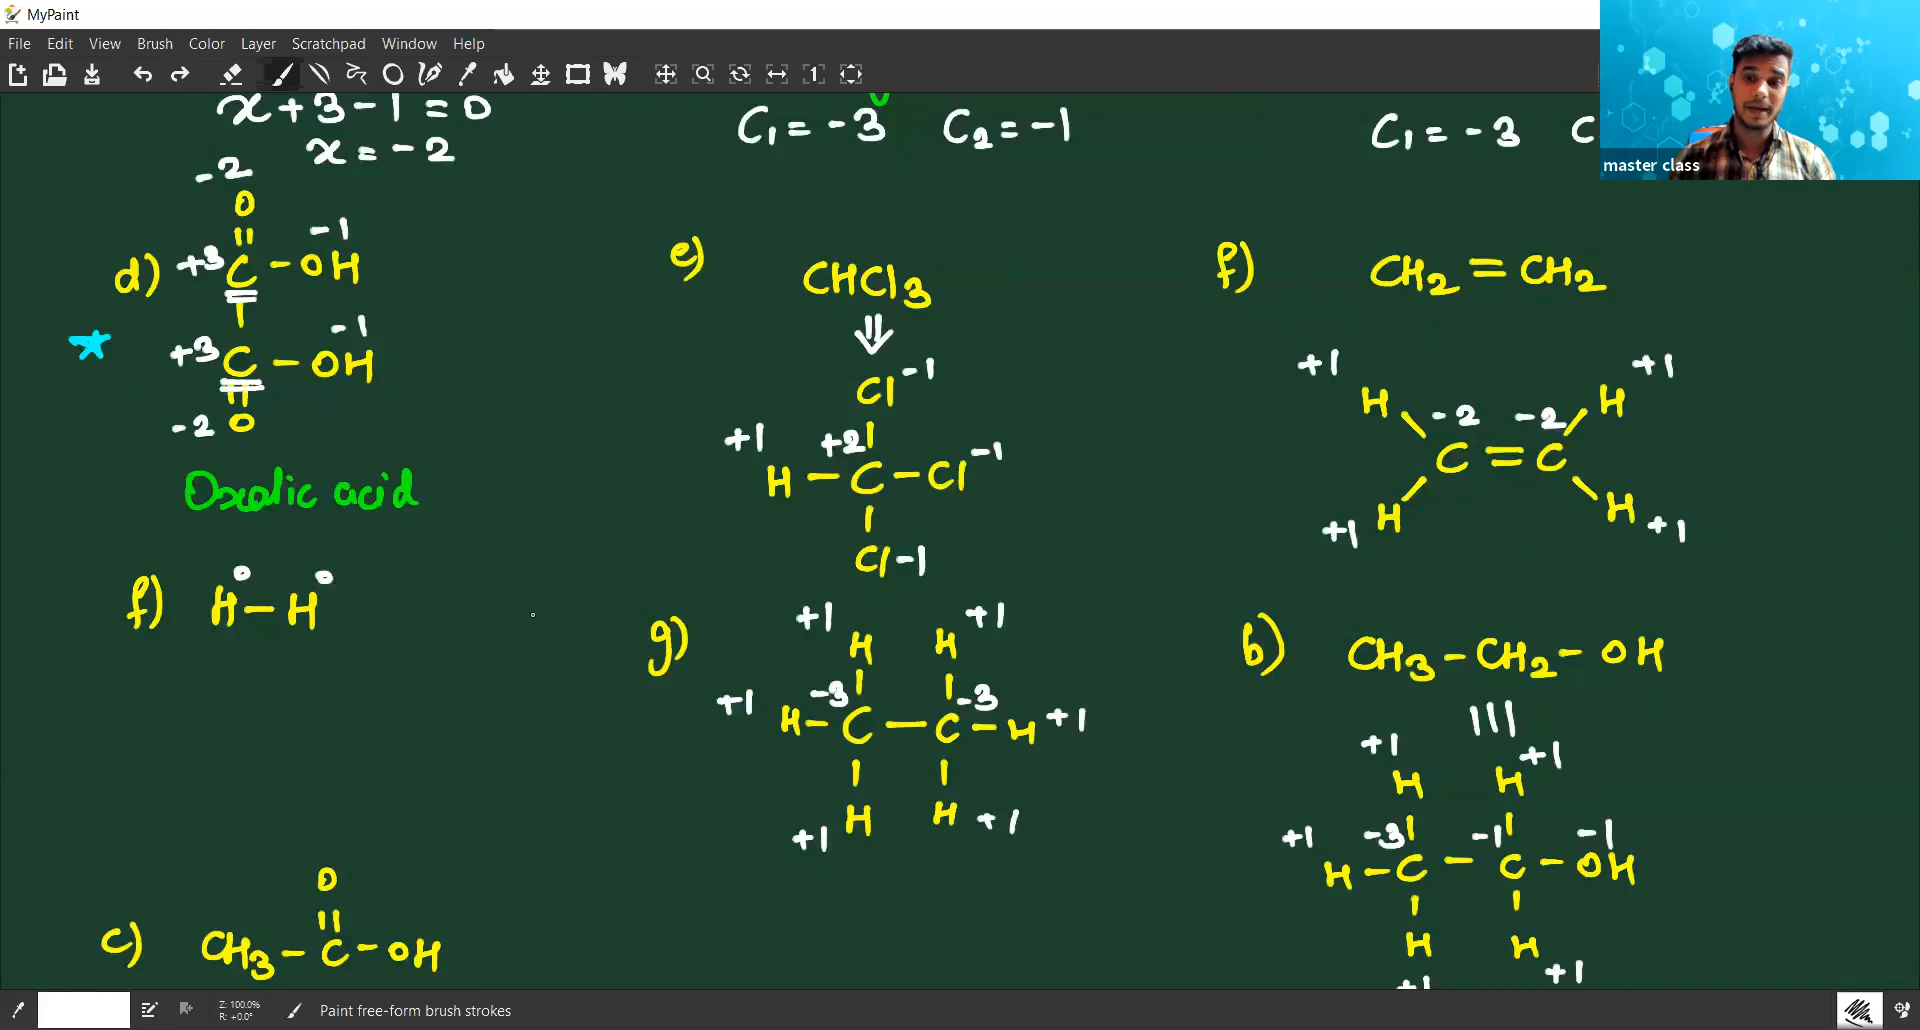 MyPaint
File Edit View Brush Color Layer Scratchpad Window Help
master class
x + 3 - 1 = 0
x = - 2
C₁ = - 3 C₂ = - 1
C₁ = - 3 C
d)
-2
O
||
+3 C - OH -1
|
+3 C - OH -1
||
-2 O
Oxalic acid
e)
CHCl3
⇓
Cl -1
|
+1 H - C +2 - Cl -1
|
Cl -1
f)
CH2 = CH2
+1 H H +1
-2 -2
C = C
+1 H H +1
f) H⁰ - H⁰
g)
+1 +1
H H
| |
-3 -3
+1 H - C - C - H +1
| |
H H
+1 +1
b) CH3 - CH2 - OH
|||
+1 +1
H H
| |
+1 -3 -1 -1
H - C - C - OH
| |
H H
+1 +1
c)
O
||
CH3 - C - OH
Z: 100.0%
R: +0.0°
Paint free-form brush strokes